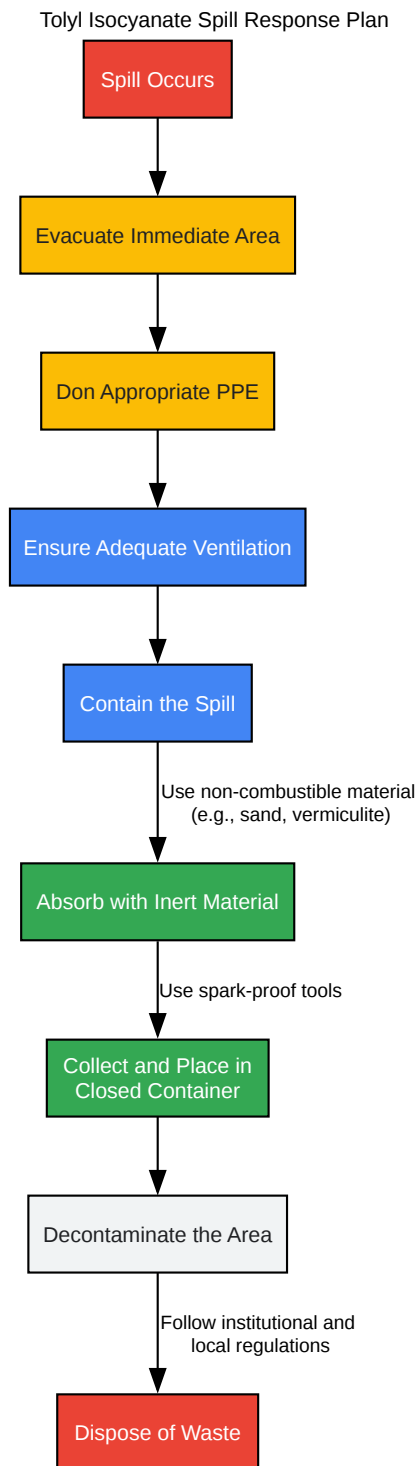 Tolyl Isocyanate Spill Response Plan
Spill Occurs
Evacuate Immediate Area
Don Appropriate PPE
Ensure Adequate Ventilation
Contain the Spill
Use non-combustible material
(e.g., sand, vermiculite)
Absorb with Inert Material
Use spark-proof tools
Collect and Place in
Closed Container
Decontaminate the Area
Follow institutional and
local regulations
Dispose of Waste